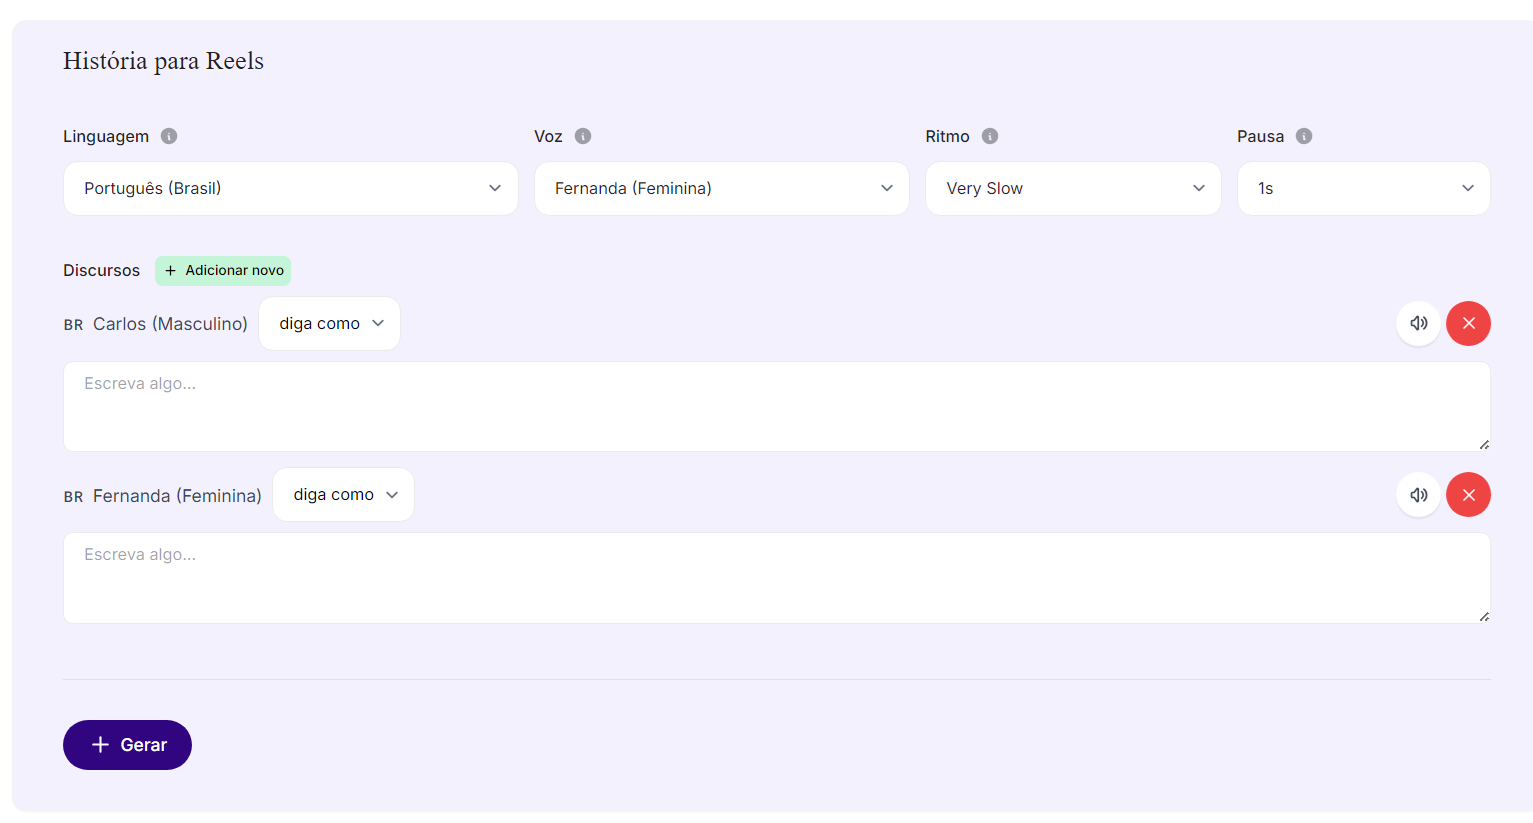 História para Reels
Linguagem
Voz
Ritmo
Pausa
Português (Brasil)
Fernanda (Feminina)
Very Slow
1s
Discursos
+ Adicionar novo
BR Carlos (Masculino)
diga como
Escreva algo...
BR Fernanda (Feminina)
diga como
Escreva algo...
+ Gerar